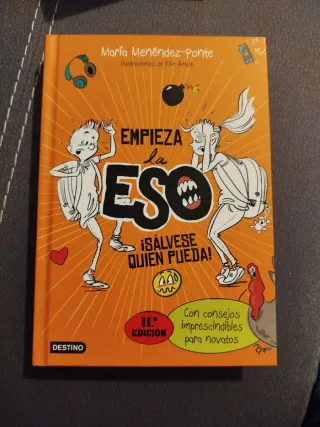 María Menéndez-Ponte
Ilustraciones de Kim Amate
EMPIEZA
la
ESO
¡SÁLVESE
QUIEN PUEDA!
11.ª
EDICIÓN
Con consejos
imprescindibles
para novatos
DESTINO